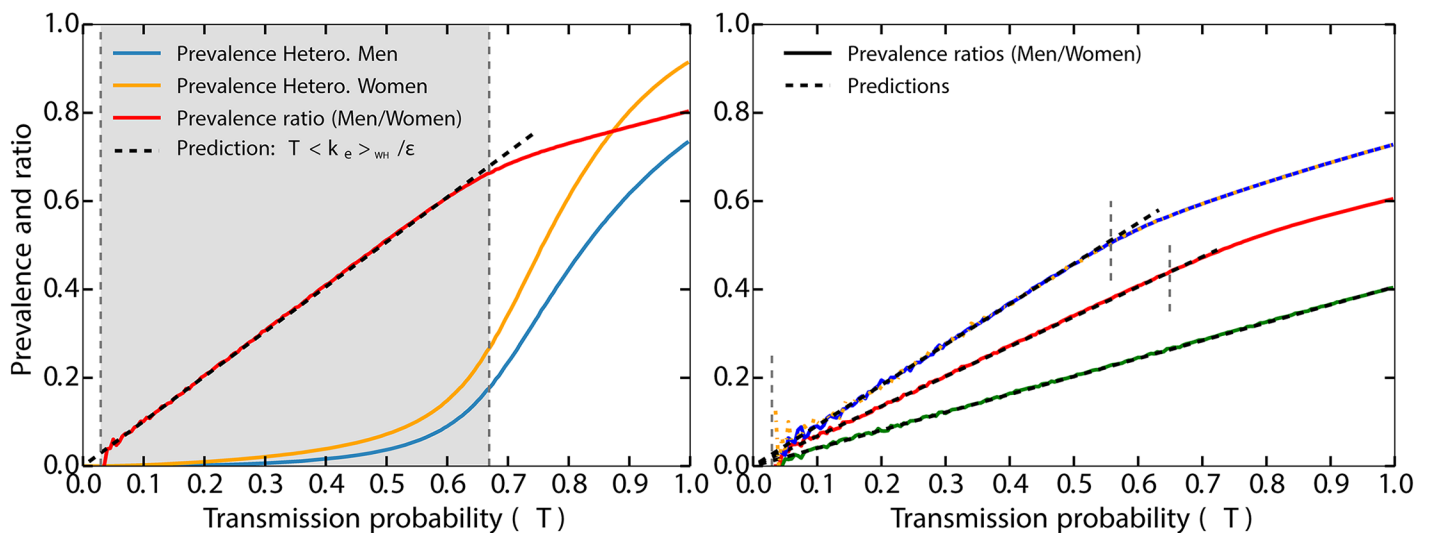 Prevalence and ratio
1.0
0.8
0.6
0.4
0.2
0.0
Prevalence Hetero. Men
Prevalence Hetero. Women
Prevalence ratio (Men/Women)
Prediction: T < k e > WH /ε
0.0 0.1 0.2 0.3 0.4 0.5 0.6 0.7 0.8 0.9 1.0
Transmission probability ( T )
1.0
0.8
0.6
0.4
0.2
0.0
Prevalence ratios (Men/Women)
Predictions
0.0 0.1 0.2 0.3 0.4 0.5 0.6 0.7 0.8 0.9 1.0
Transmission probability ( T )